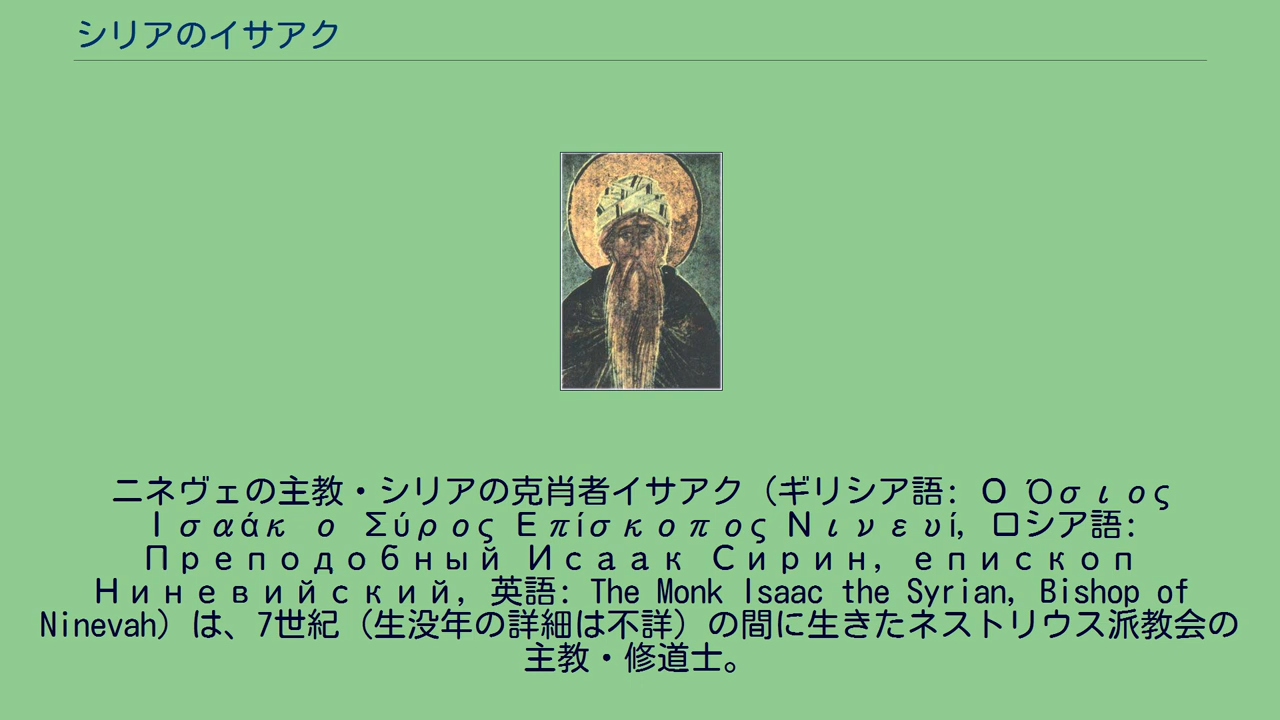 シリアのイサアク
ニネヴェの主教・シリアの克肖者イサアク（ギリシア語: Ο Όσιος
Ισαάκ ο Σύρος Επίσκοπος Νινευί, ロシア語:
Преподобный Исаак Сирин, епископ
Ниневийский, 英語: The Monk Isaac the Syrian, Bishop of
Ninevah）は、7世紀（生没年の詳細は不詳）の間に生きたネストリウス派教会の
主教・修道士。